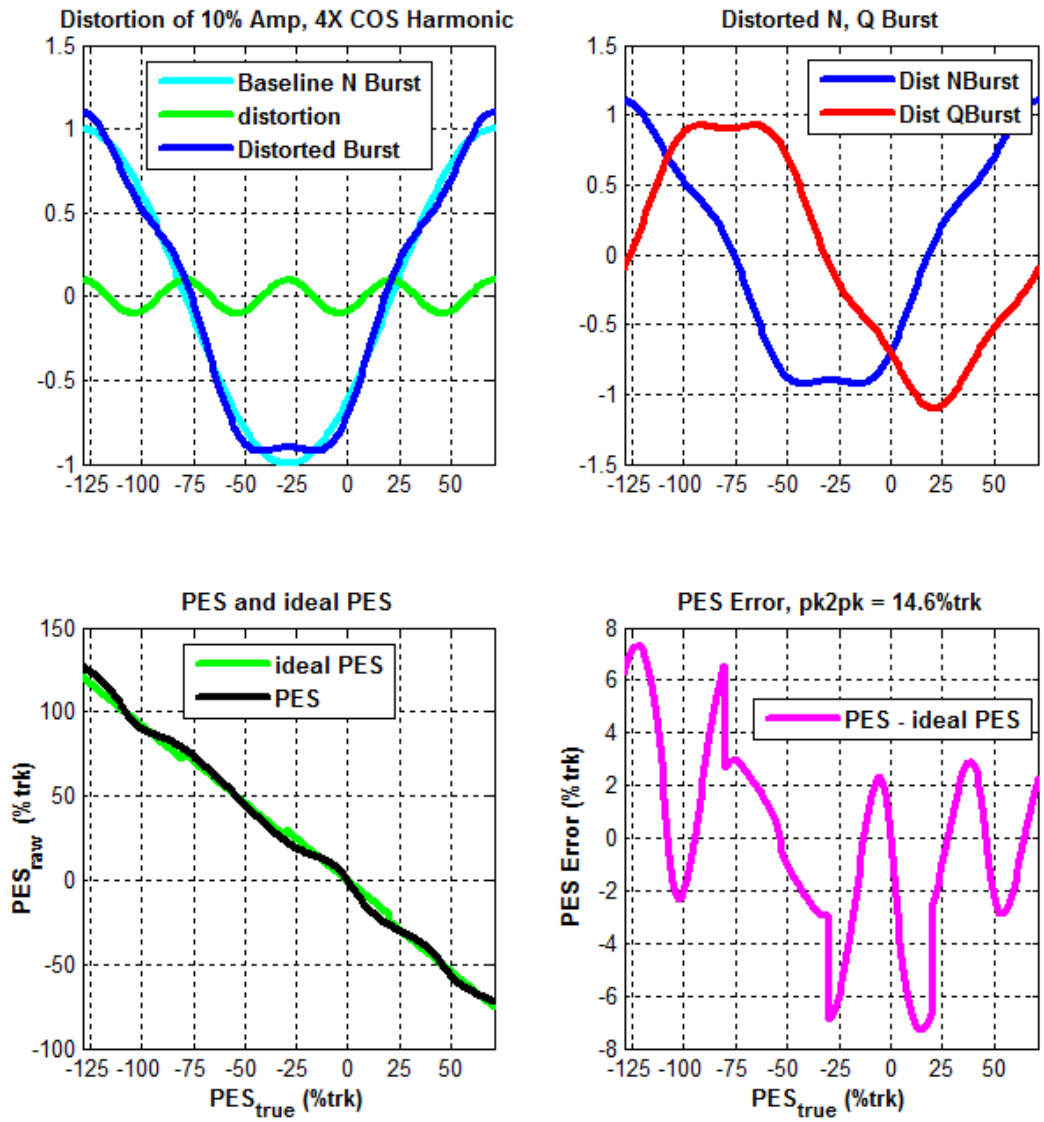 Distortion of 10% Amp, 4X COS Harmonic
1.5
1
0.5
0
-0.5
-1
Baseline N Burst
distortion
Distorted Burst
-125 -100 -75 -50 -25 0 25 50
Distorted N, Q Burst
1.5
1
0.5
0
-0.5
-1
-1.5
Dist NBurst
Dist QBurst
-125 -100 -75 -50 -25 0 25 50
PES and ideal PES
PESraw (% trk)
150
100
50
0
-50
-100
ideal PES
PES
-125 -100 -75 -50 -25 0 25 50
PEStrue (%trk)
PES Error, pk2pk = 14.6%trk
PES Error (% trk)
8
6
4
2
0
-2
-4
-6
-8
PES - ideal PES
-125 -100 -75 -50 -25 0 25 50
PEStrue (%trk)